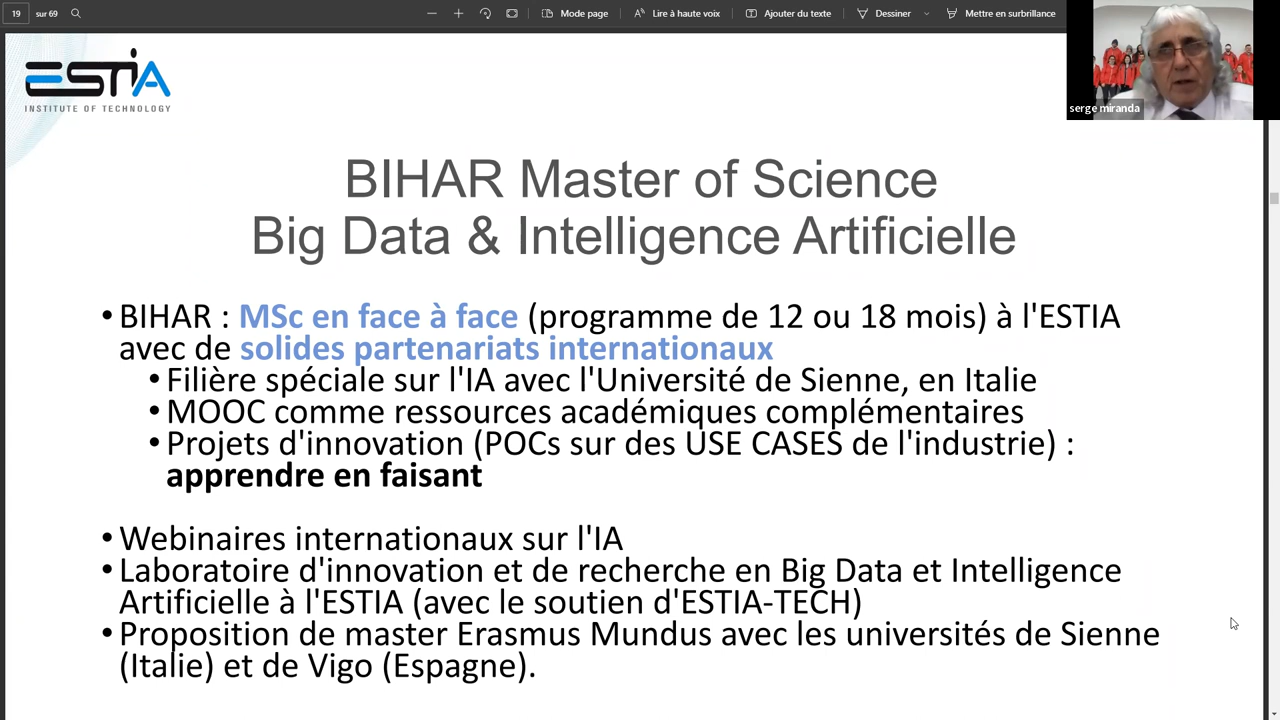 19 sur 69 Mode page Lire à haute voix Ajouter du texte Dessiner Mettre en surbrillance
serge miranda
ESTIA
INSTITUTE OF TECHNOLOGY
BIHAR Master of Science
Big Data & Intelligence Artificielle
•BIHAR : MSc en face à face (programme de 12 ou 18 mois) à l'ESTIA
avec de solides partenariats internationaux
•Filière spéciale sur l'IA avec l'Université de Sienne, en Italie
•MOOC comme ressources académiques complémentaires
•Projets d'innovation (POCs sur des USE CASES de l'industrie) :
apprendre en faisant
•Webinaires internationaux sur l'IA
•Laboratoire d'innovation et de recherche en Big Data et Intelligence
Artificielle à l'ESTIA (avec le soutien d'ESTIA-TECH)
•Proposition de master Erasmus Mundus avec les universités de Sienne
(Italie) et de Vigo (Espagne).